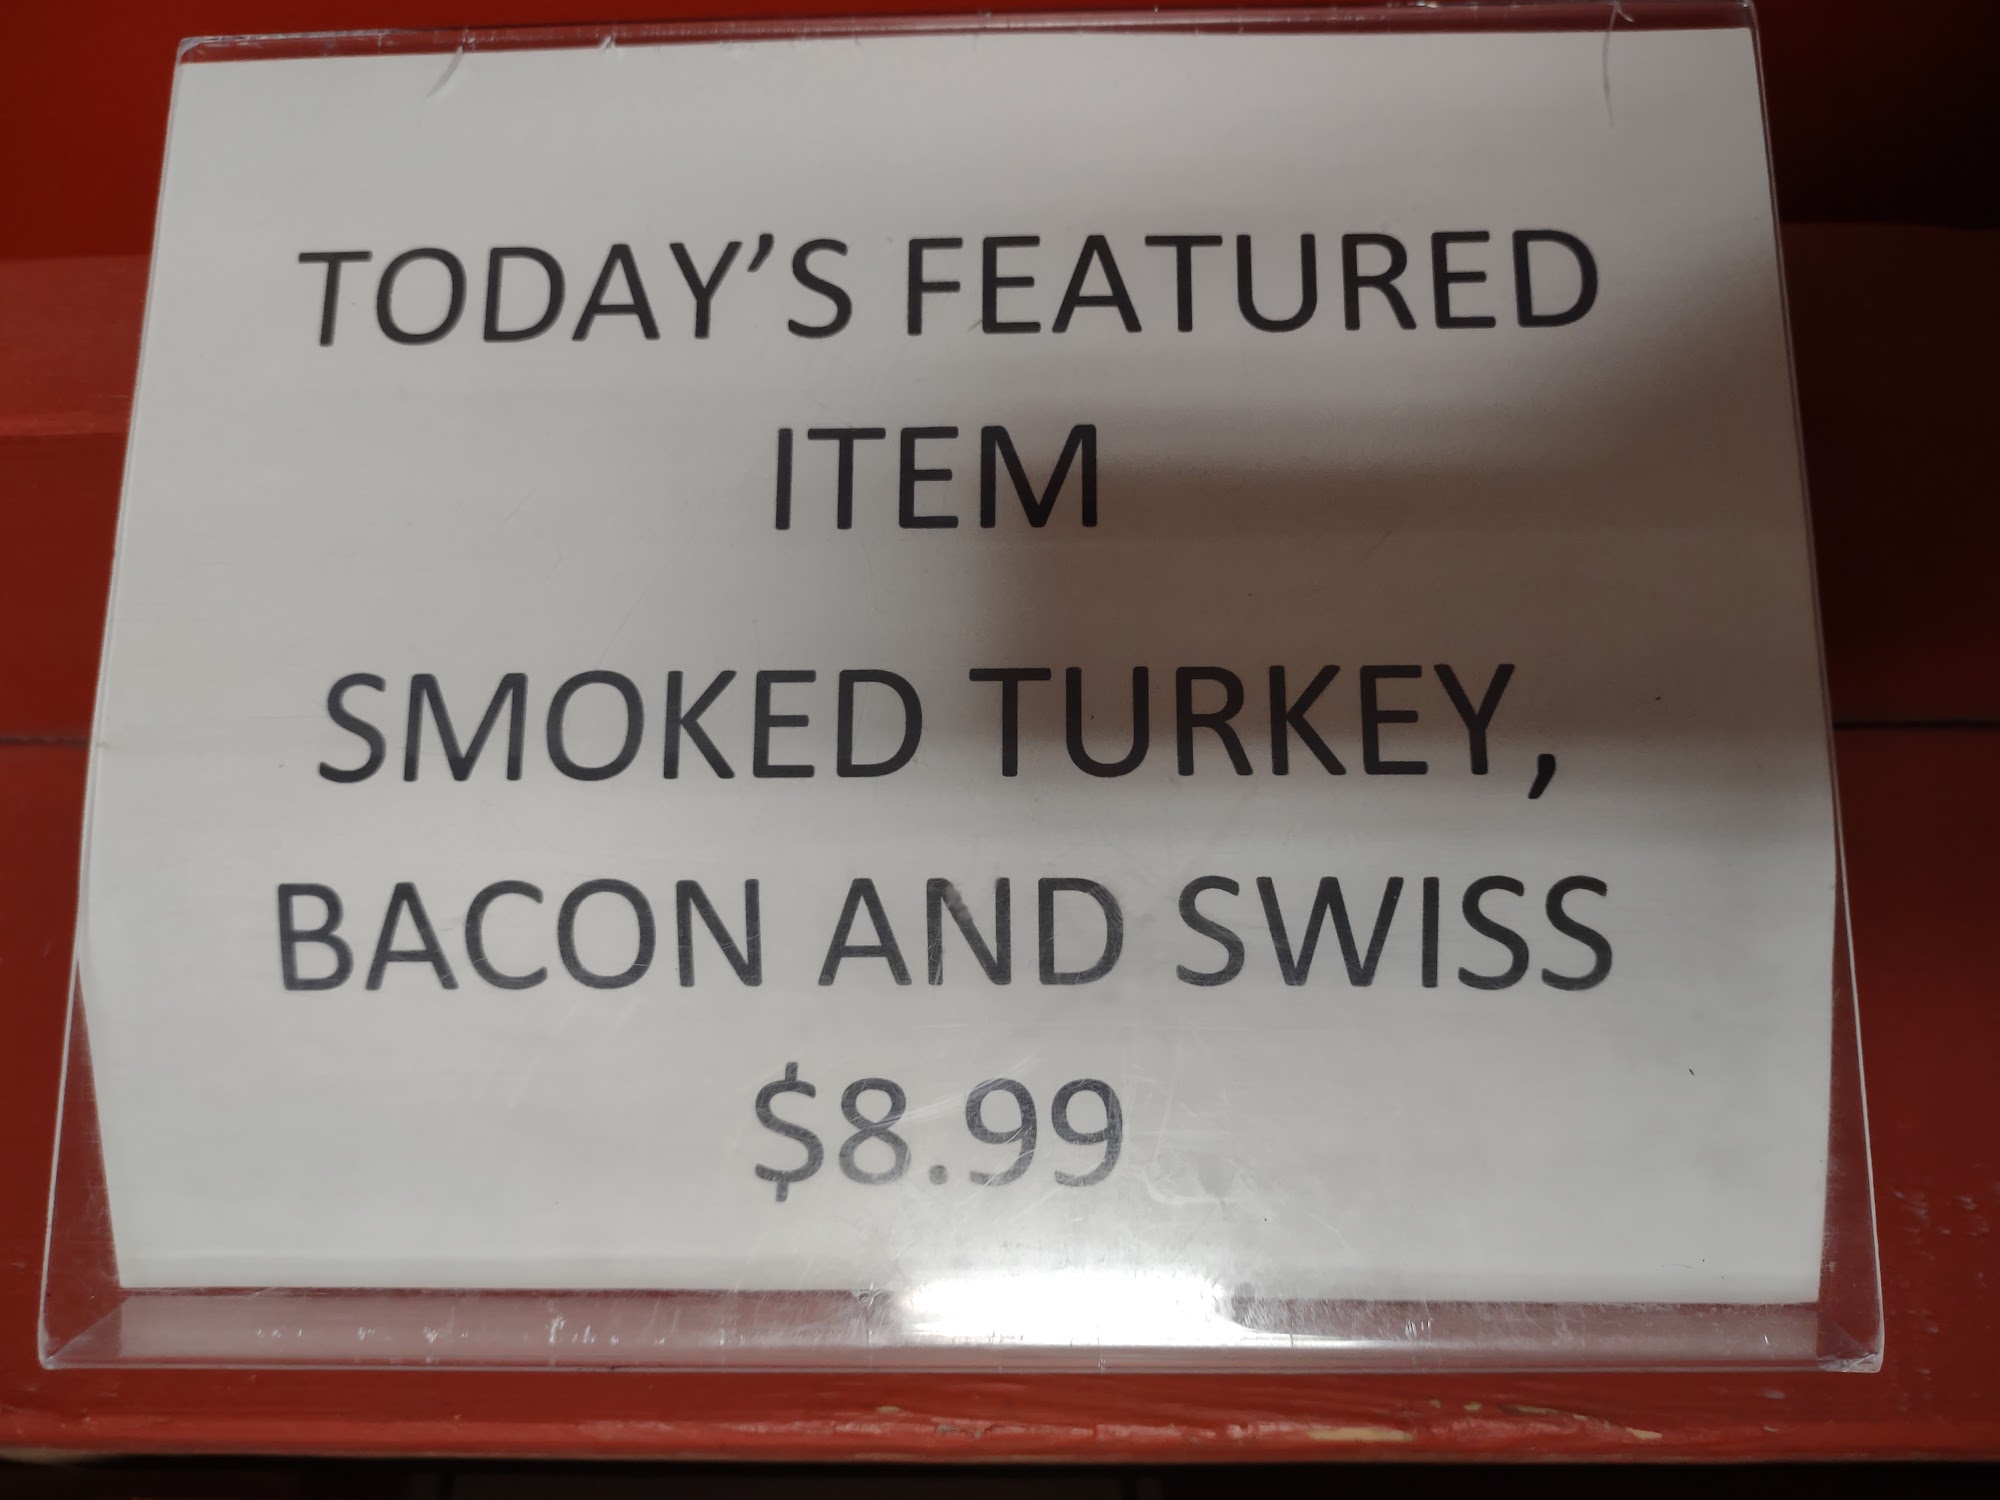 TODAY’S FEATURED
ITEM
SMOKED TURKEY,
BACON AND SWISS
$8.99